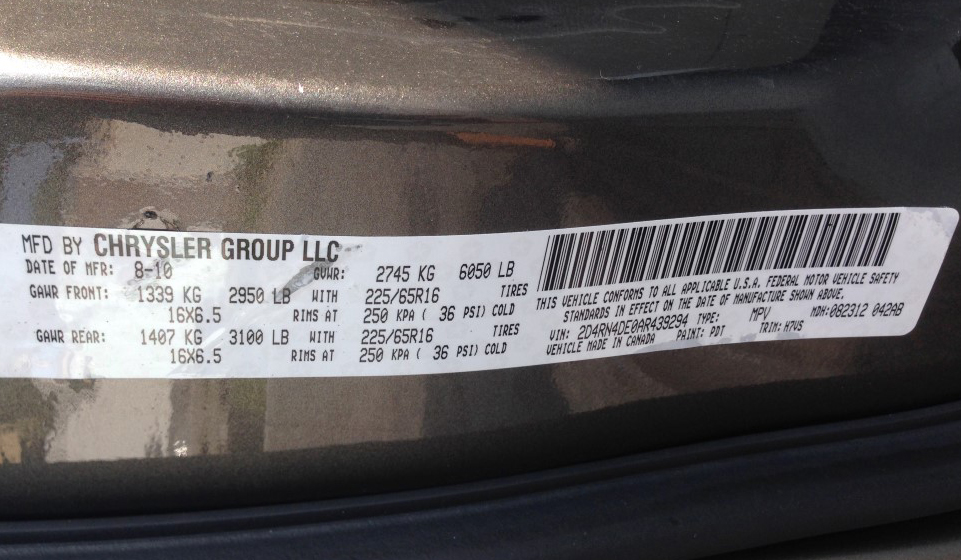 MFD BY CHRYSLER GROUP LLC
DATE OF MFR: 8-10 GVWR: 2745 KG 6050 LB
GAWR FRONT: 1339 KG 2950 LB WITH 225/65R16 TIRES
16X6.5 RIMS AT 250 KPA ( 36 PSI) COLD
GAWR REAR: 1407 KG 3100 LB WITH 225/65R16 TIRES
16X6.5 RIMS AT 250 KPA ( 36 PSI) COLD
THIS VEHICLE CONFORMS TO ALL APPLICABLE U.S.A. FEDERAL MOTOR VEHICLE SAFETY
STANDARDS IN EFFECT ON THE DATE OF MANUFACTURE SHOWN ABOVE.
VIN: 2D4RN4DE0AR439294 TYPE: MPV MDH:082312 042AB
VEHICLE MADE IN CANADA PAINT: PDT TRIM: H7VS